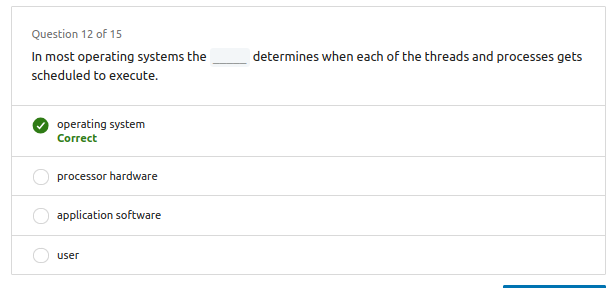 Question 12 of 15
In most operating systems the _____ determines when each of the threads and processes gets
scheduled to execute.
operating system
Correct
processor hardware
application software
user